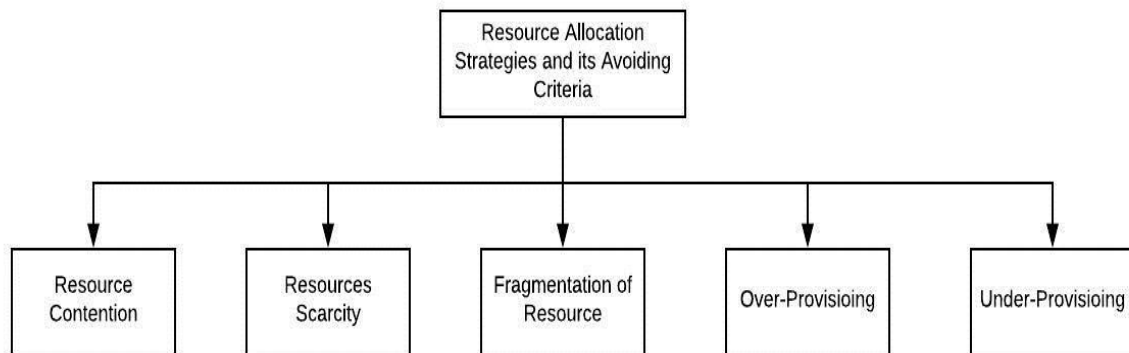 Resource Allocation
Strategies and its Avoiding
Criteria
Resource
Contention
Resources
Scarcity
Fragmentation of
Resource
Over-Provisioing
Under-Provisioing